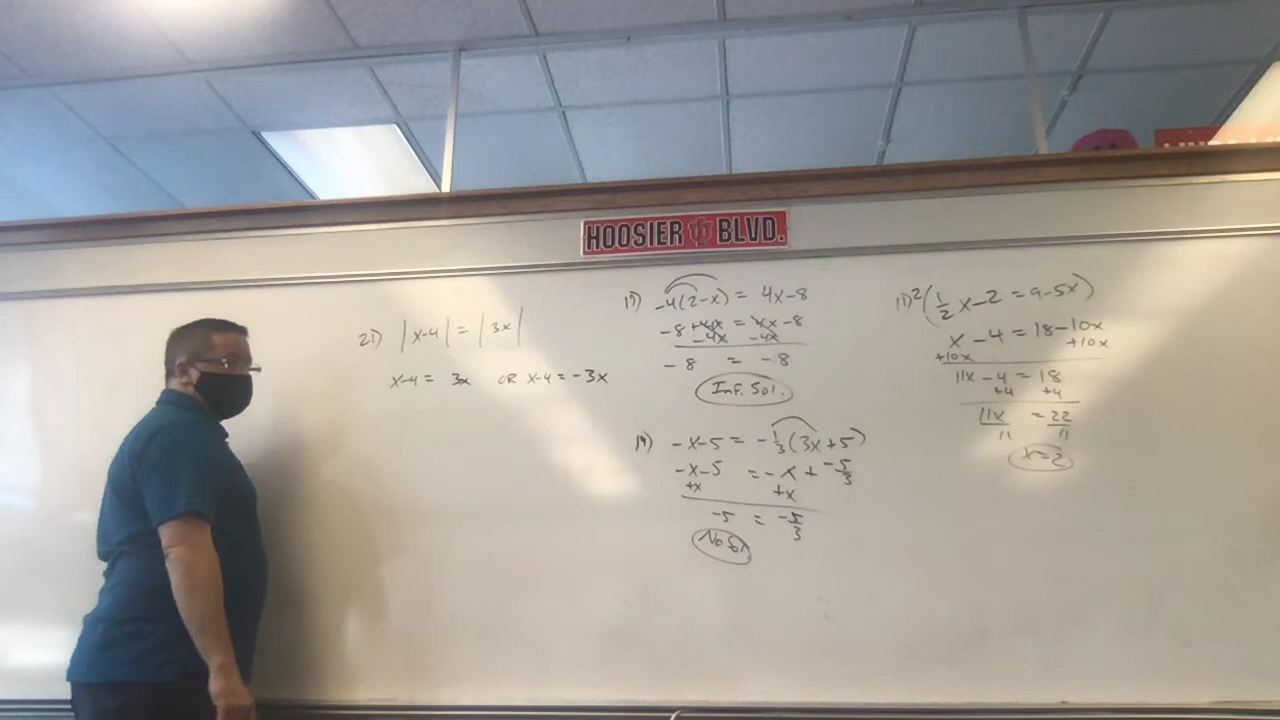 HOOSIER BLVD.
21) |x-4| = |3x|
x-4 = 3x OR x-4 = -3x
-4(2-x) = 4x-8
-8+4x = 4x-8
-4x -4x
-8 = -8
Inf. Sol.
19) -x-5 = -1/3(3x+5)
-x-5 = -x + -5/3
+x +x
-5 = -5/3
No Sol.
2(1/2x-2 = 9-5x)
x-4 = 18-10x
+10x +10x
11x-4 = 18
+4 +4
11x = 22
11 11
x=2